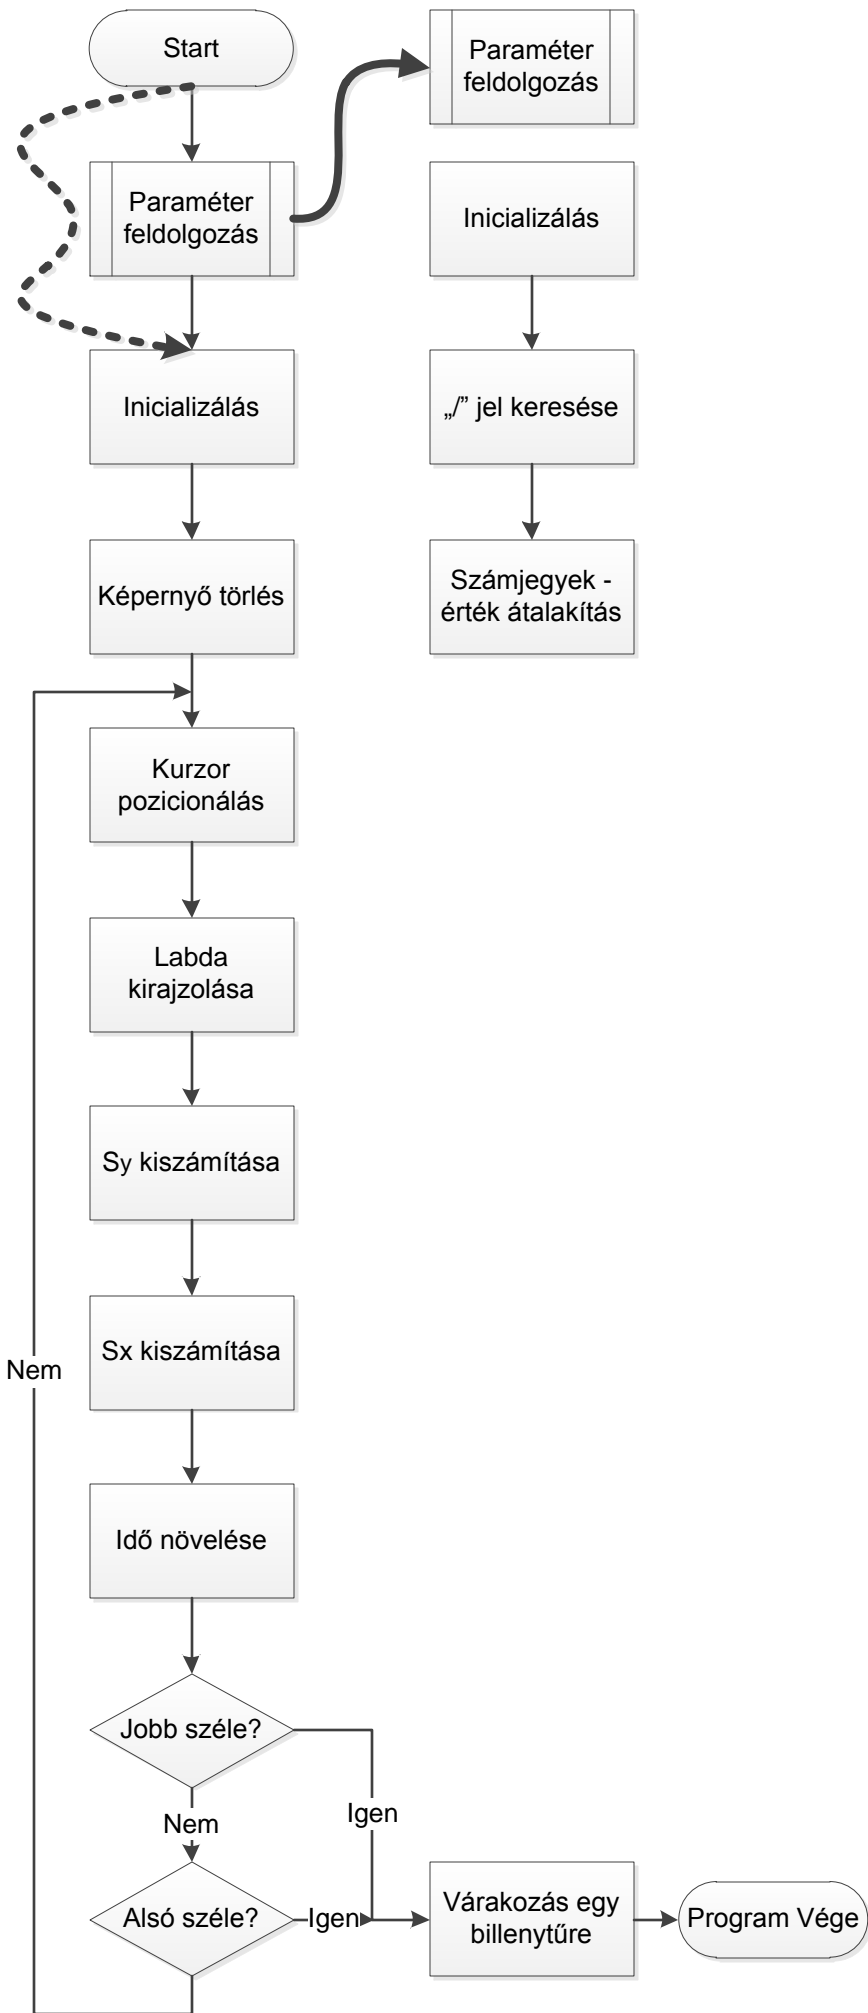 Start
Paraméter
feldolgozás
Inicializálás
Képernyő törlés
Kurzor
pozicionálás
Labda
kirajzolása
Sy kiszámítása
Sx kiszámítása
Nem
Idő növelése
Jobb széle?
Nem
Igen
Alsó széle?
Igen
Várakozás egy
billenytűre
Program Vége
Paraméter
feldolgozás
Inicializálás
„/” jel keresése
Számjegyek -
érték átalakítás